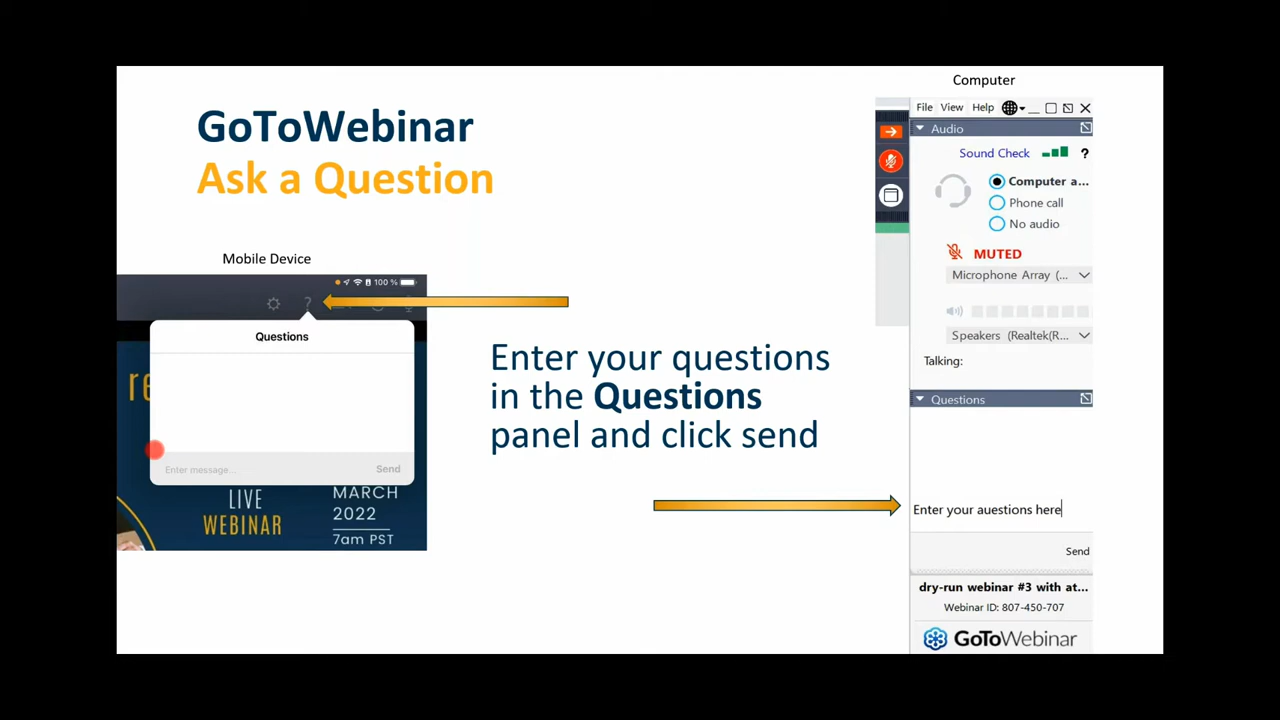 GoToWebinar
Ask a Question
Mobile Device
100 %
?
Questions
Enter message...
Send
re
LIVE
WEBINAR
MARCH
2022
7am PST
Enter your questions
in the Questions
panel and click send
Computer
File View Help
Audio
Sound Check ?
Computer a...
Phone call
No audio
MUTED
Microphone Array (...
Speakers (Realtek(R...
Talking:
Questions
Enter your auestions here
Send
dry-run webinar #3 with at...
Webinar ID: 807-450-707
GoToWebinar